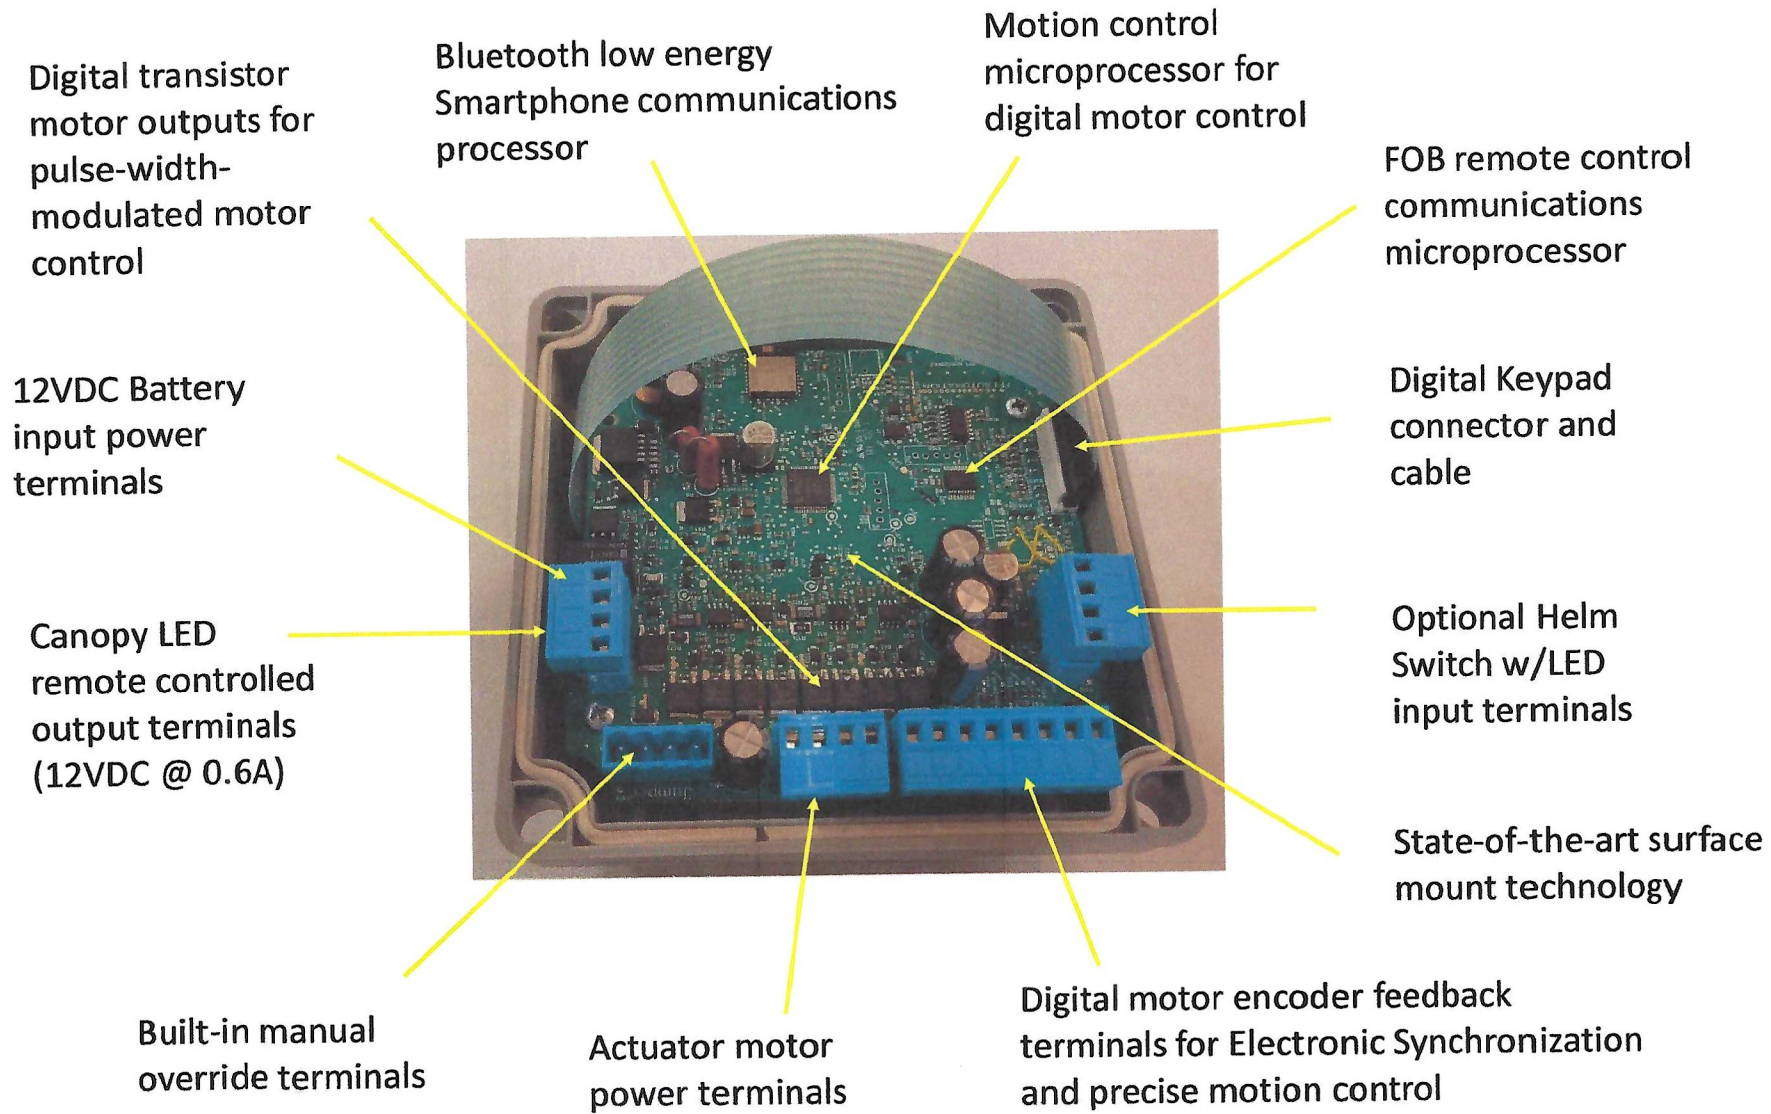 Digital transistor
motor outputs for
pulse-width-
modulated motor
control
Bluetooth low energy
Smartphone communications
processor
Motion control
microprocessor for
digital motor control
FOB remote control
communications
microprocessor
12VDC Battery
input power
terminals
Digital Keypad
connector and
cable
Canopy LED
remote controlled
output terminals
(12VDC @ 0.6A)
Optional Helm
Switch w/LED
input terminals
State-of-the-art surface
mount technology
Built-in manual
override terminals
Actuator motor
power terminals
Digital motor encoder feedback
terminals for Electronic Synchronization
and precise motion control